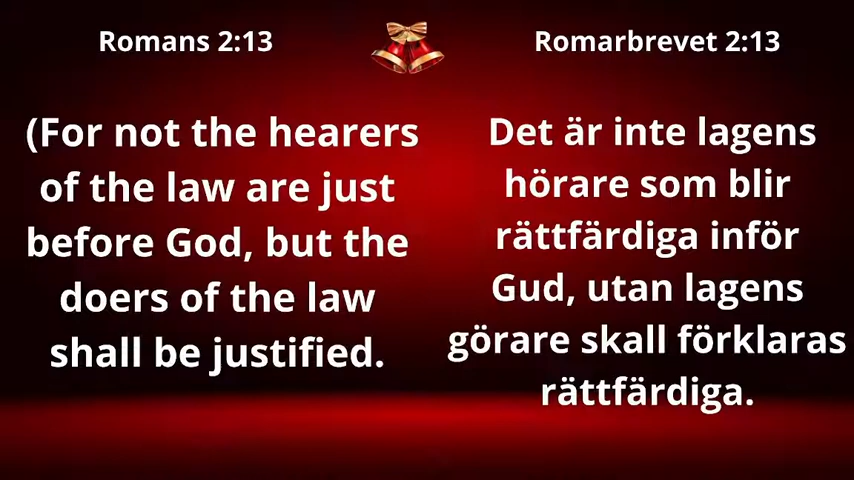 Romans 2:13
(For not the hearers
of the law are just
before God, but the
doers of the law
shall be justified.
Romarbrevet 2:13
Det är inte lagens
hörare som blir
rättfärdiga inför
Gud, utan lagens
görare skall förklaras
rättfärdiga.